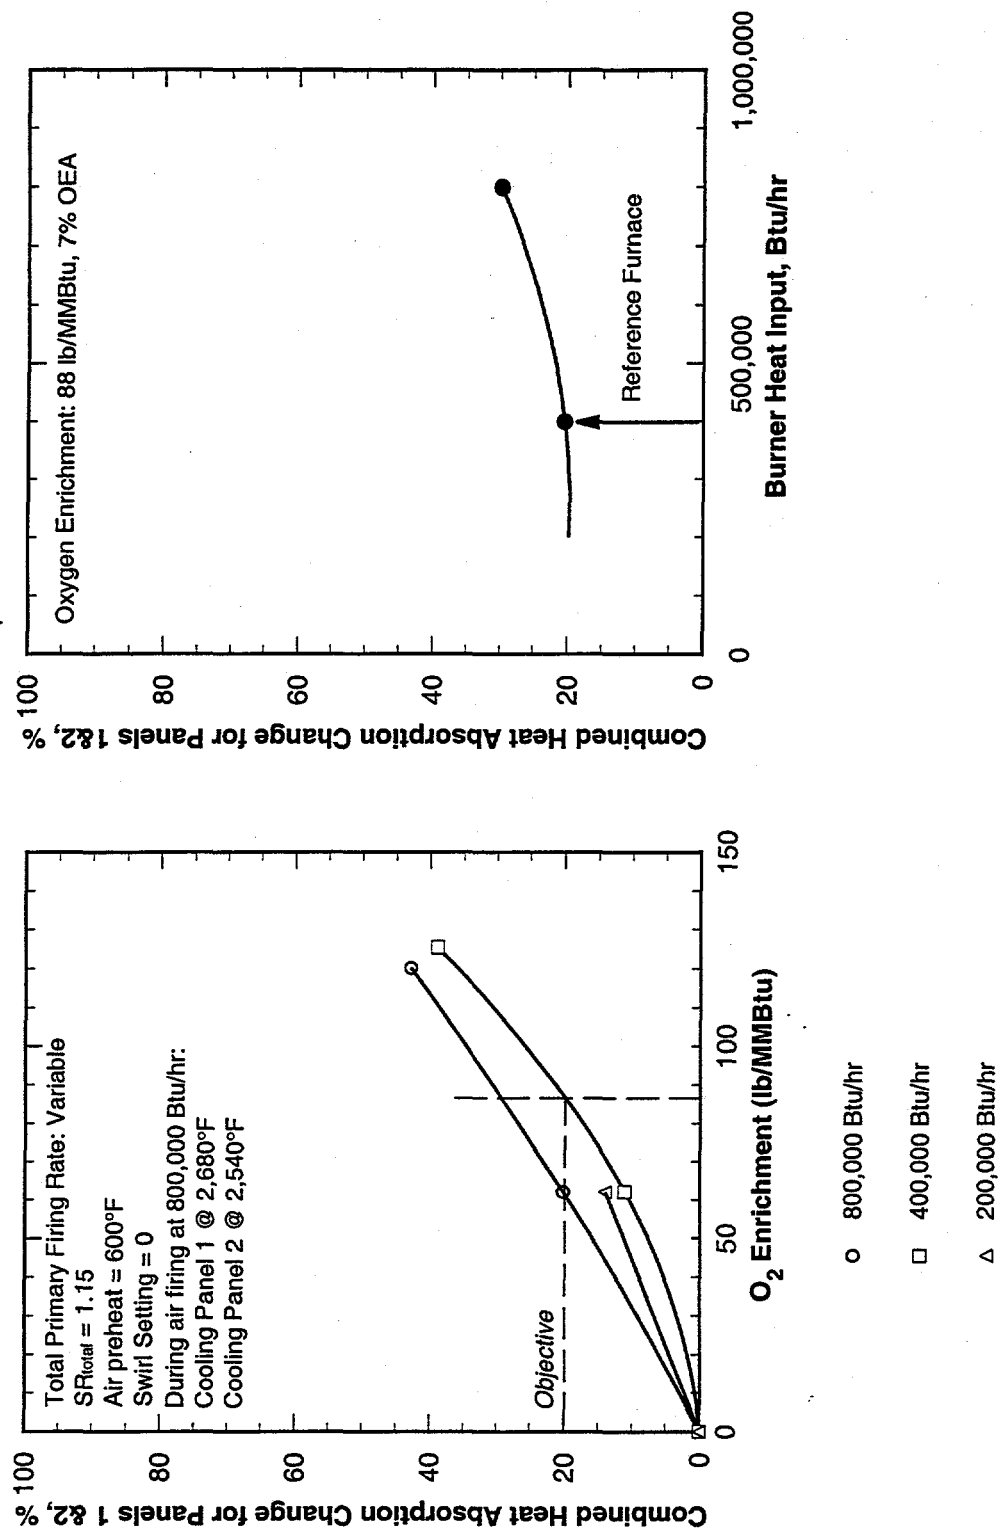 Combined Heat Absorption Change for Panels 1 &2, %
100
80
60
40
20
0
Total Primary Firing Rate: Variable
SRtotal = 1.15
Air preheat = 600°F
Swirl Setting = 0
During air firing at 800,000 Btu/hr:
Cooling Panel 1 @ 2,680°F
Cooling Panel 2 @ 2,540°F
Objective
0
50
100
150
O2 Enrichment (lb/MMBtu)
800,000 Btu/hr
400,000 Btu/hr
200,000 Btu/hr
Combined Heat Absorption Change for Panels 1&2, %
100
80
60
40
20
0
Oxygen Enrichment: 88 lb/MMBtu, 7% OEA
Reference Furnace
0
500,000
1,000,000
Burner Heat Input, Btu/hr